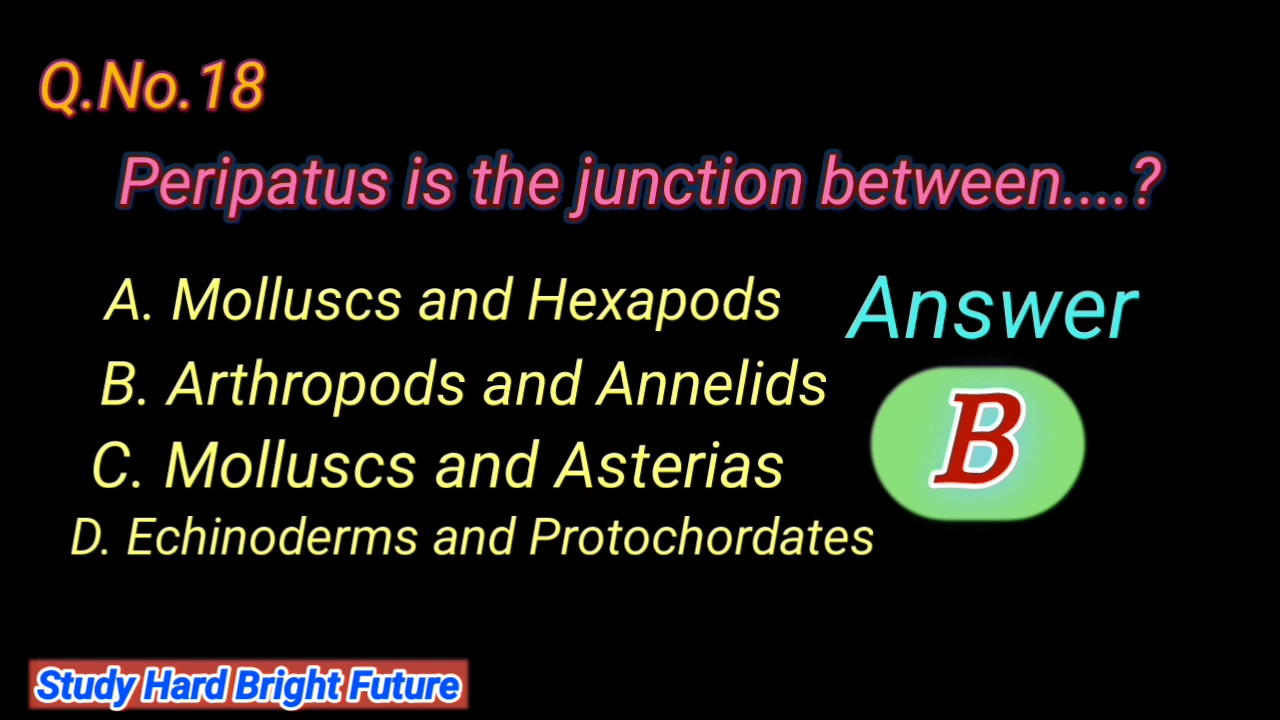 Q.No.18
Peripatus is the junction between....?
A. Molluscs and Hexapods
B. Arthropods and Annelids
C. Molluscs and Asterias
D. Echinoderms and Protochordates
Answer
B
Study Hard Bright Future